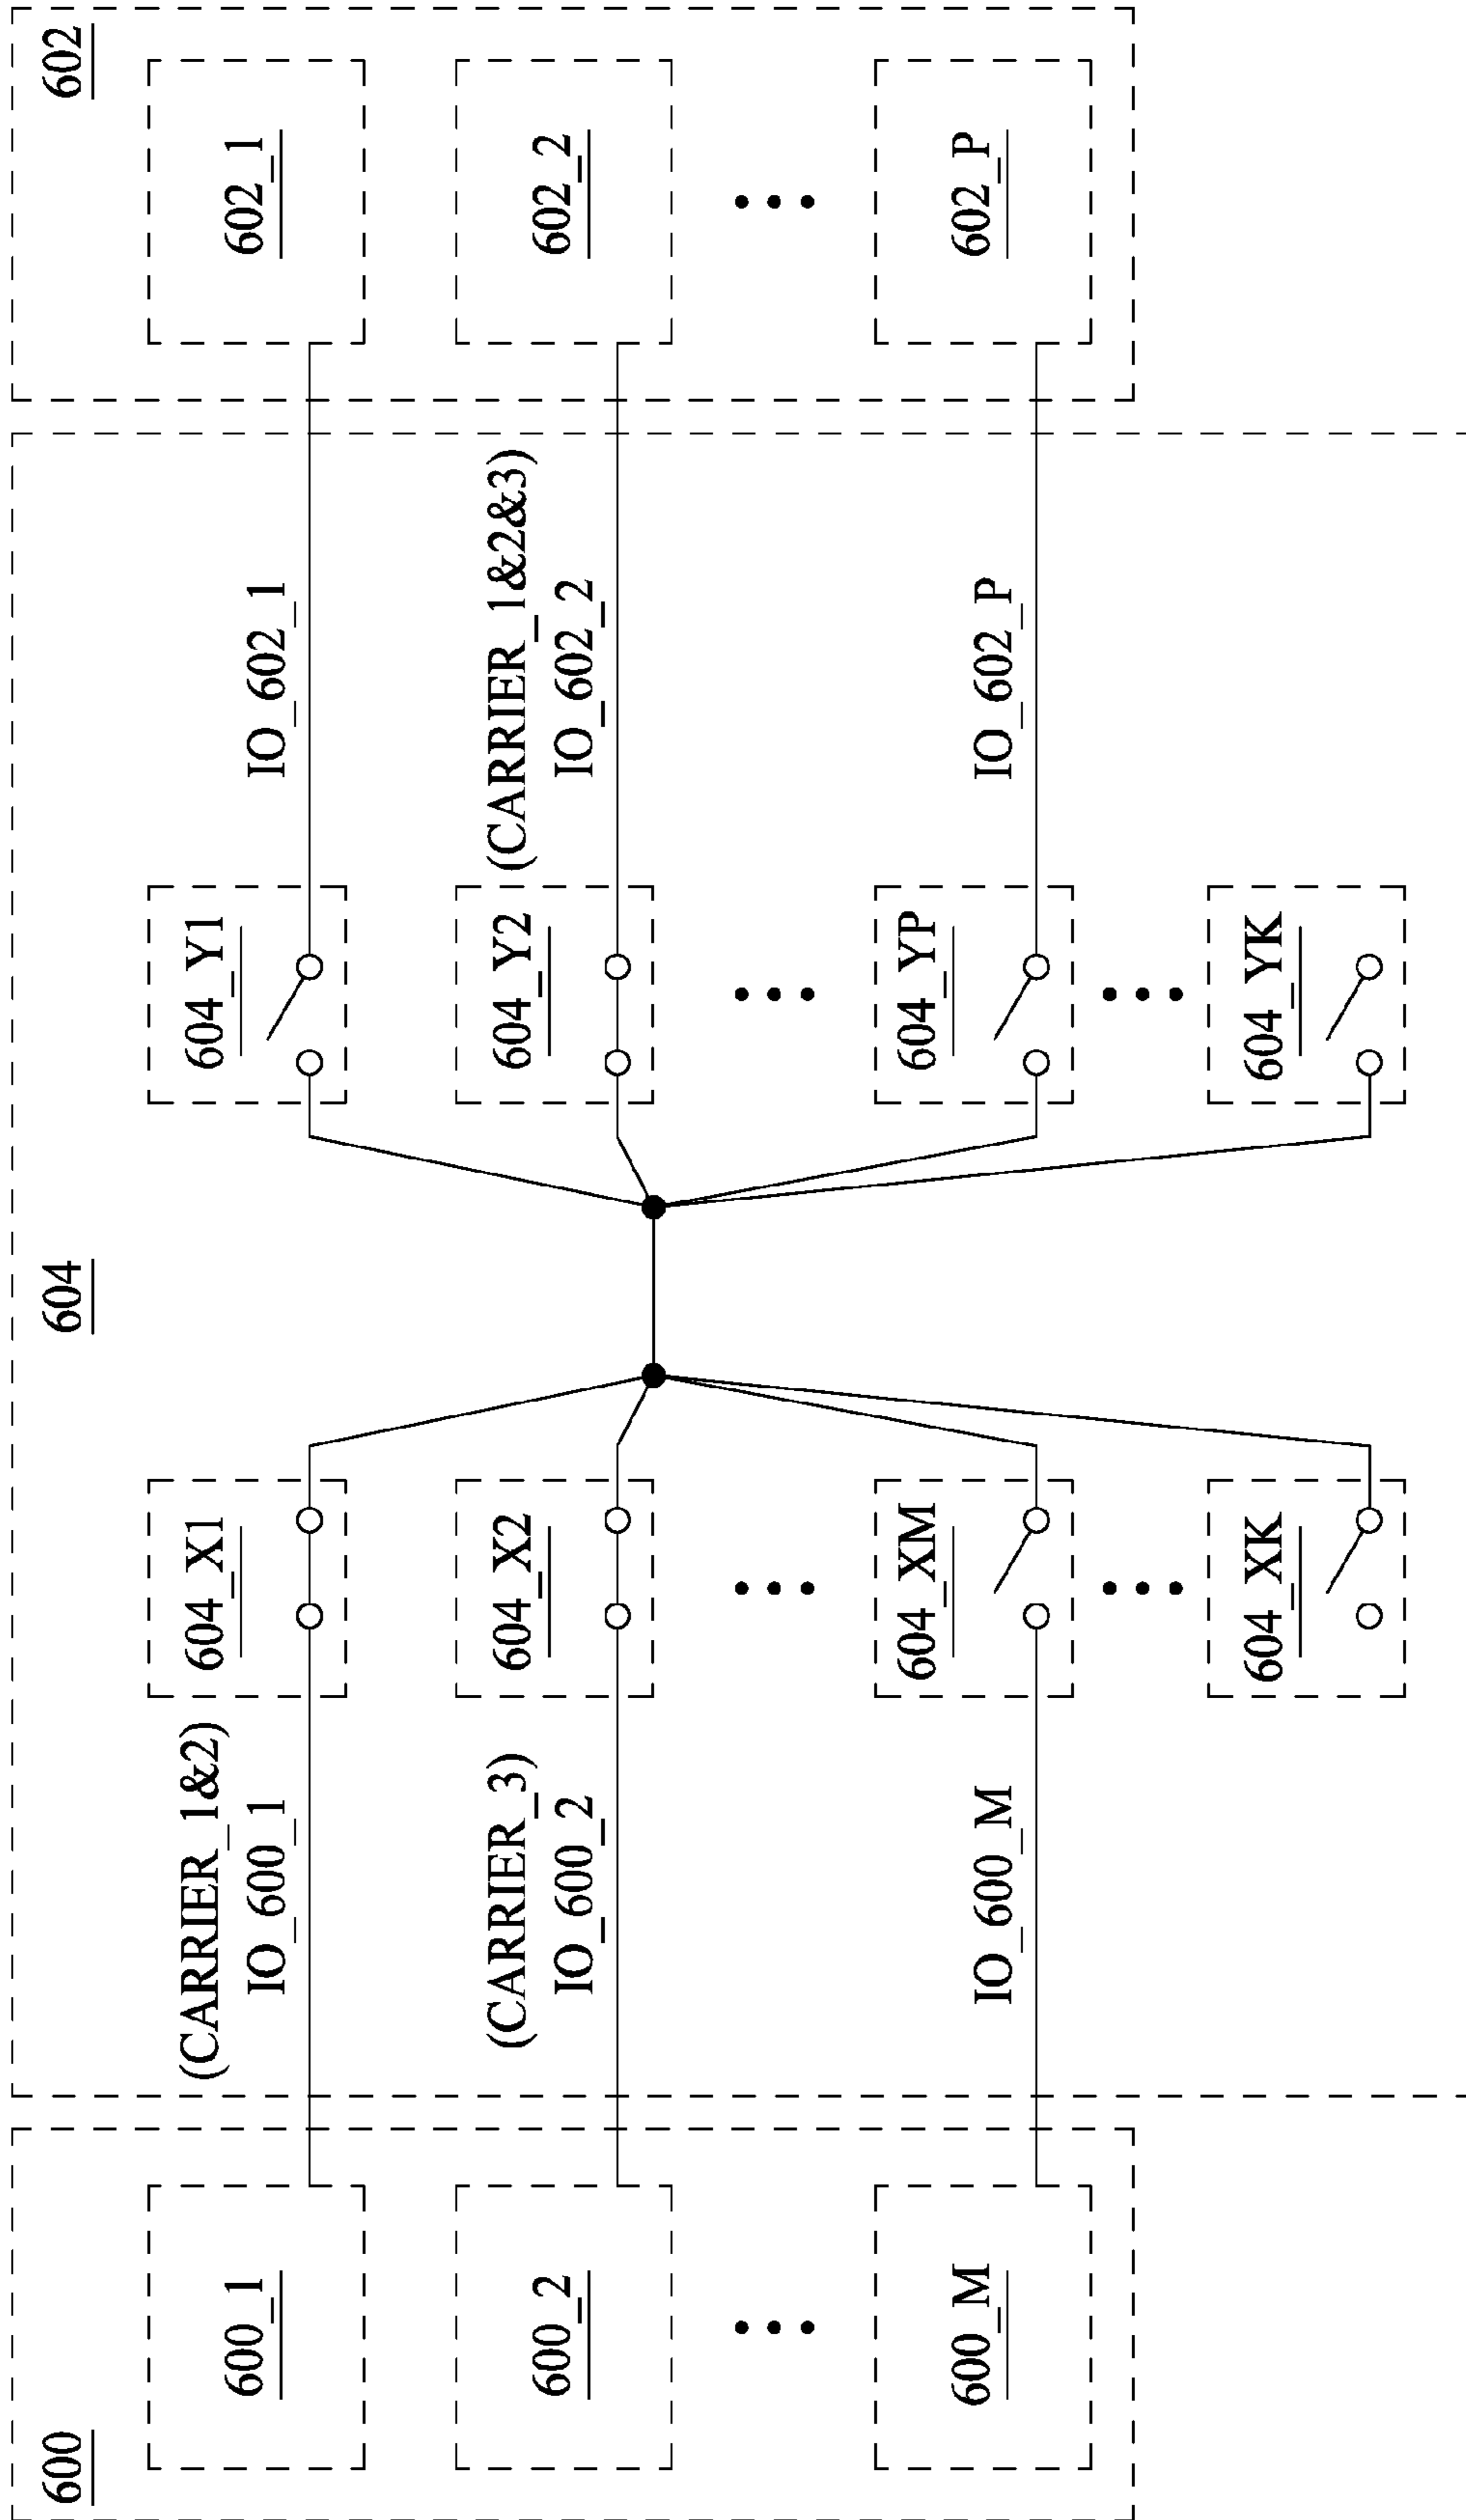 600
604
602
600_1
(CARRIER_1&2)
IO_600_1
604_X1
604_Y1
IO_602_1
602_1
600_2
(CARRIER_3)
IO_600_2
604_X2
604_Y2
(CARRIER_1&2&3)
IO_602_2
602_2
600_M
IO_600_M
604_XM
604_YP
IO_602_P
602_P
604_XK
604_YK